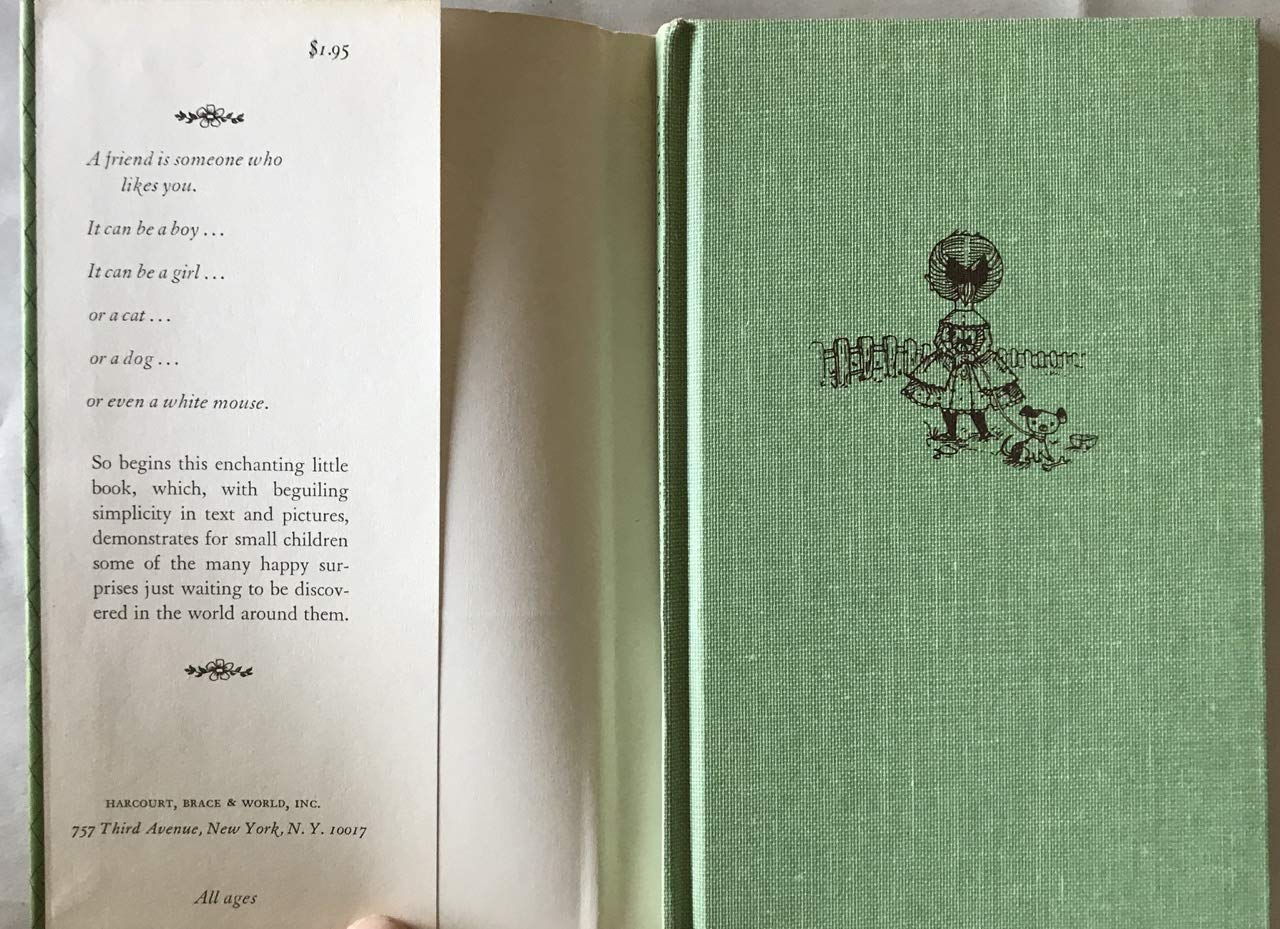 $1.95
A friend is someone who
likes you.
It can be a boy . . .
It can be a girl . . .
or a cat . . .
or a dog . . .
or even a white mouse.
So begins this enchanting little
book, which, with beguiling
simplicity in text and pictures,
demonstrates for small children
some of the many happy sur-
prises just waiting to be discov-
ered in the world around them.
HARCOURT, BRACE & WORLD, INC.
757 Third Avenue, New York, N. Y. 10017
All ages